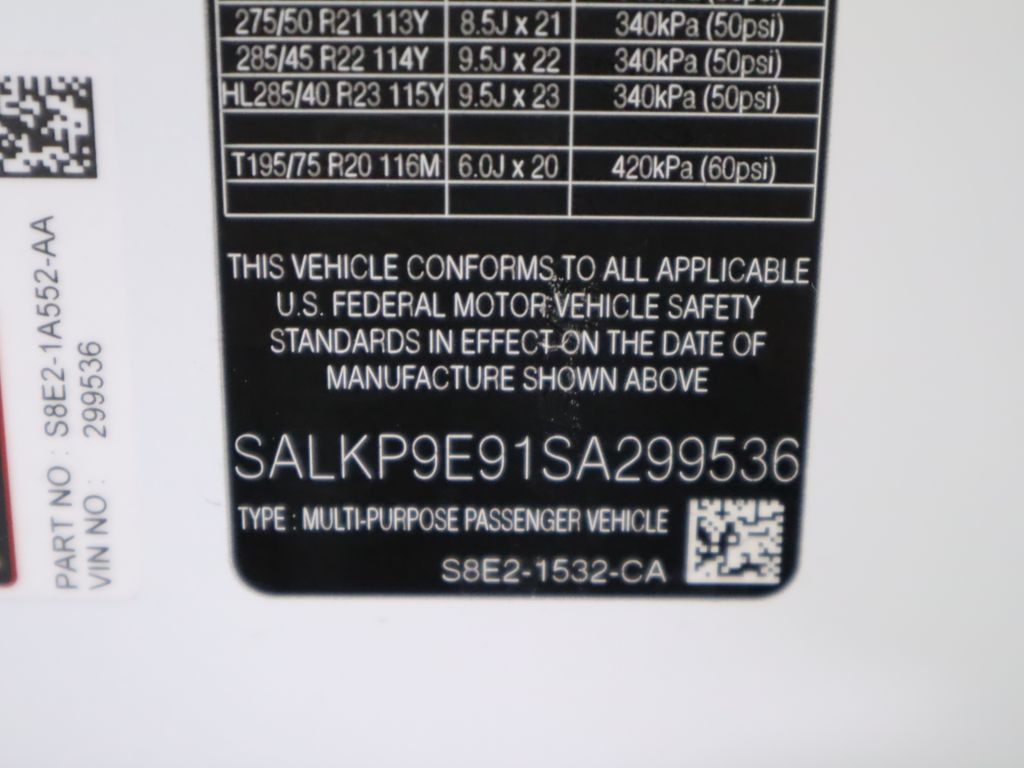 275/50 R21 113Y 8.5J x 21 340kPa (50psi)
285/45 R22 114Y 9.5J x 22 340kPa (50psi)
HL285/40 R23 115Y 9.5J x 23 340kPa (50psi)
T195/75 R20 116M 6.0J x 20 420kPa (60psi)
THIS VEHICLE CONFORMS TO ALL APPLICABLE
U.S. FEDERAL MOTOR VEHICLE SAFETY
STANDARDS IN EFFECT ON THE DATE OF
MANUFACTURE SHOWN ABOVE
SALKP9E91SA299536
TYPE : MULTI-PURPOSE PASSENGER VEHICLE
S8E2-1532-CA
PART NO : S8E2-1A552-AA
VIN NO : 299536